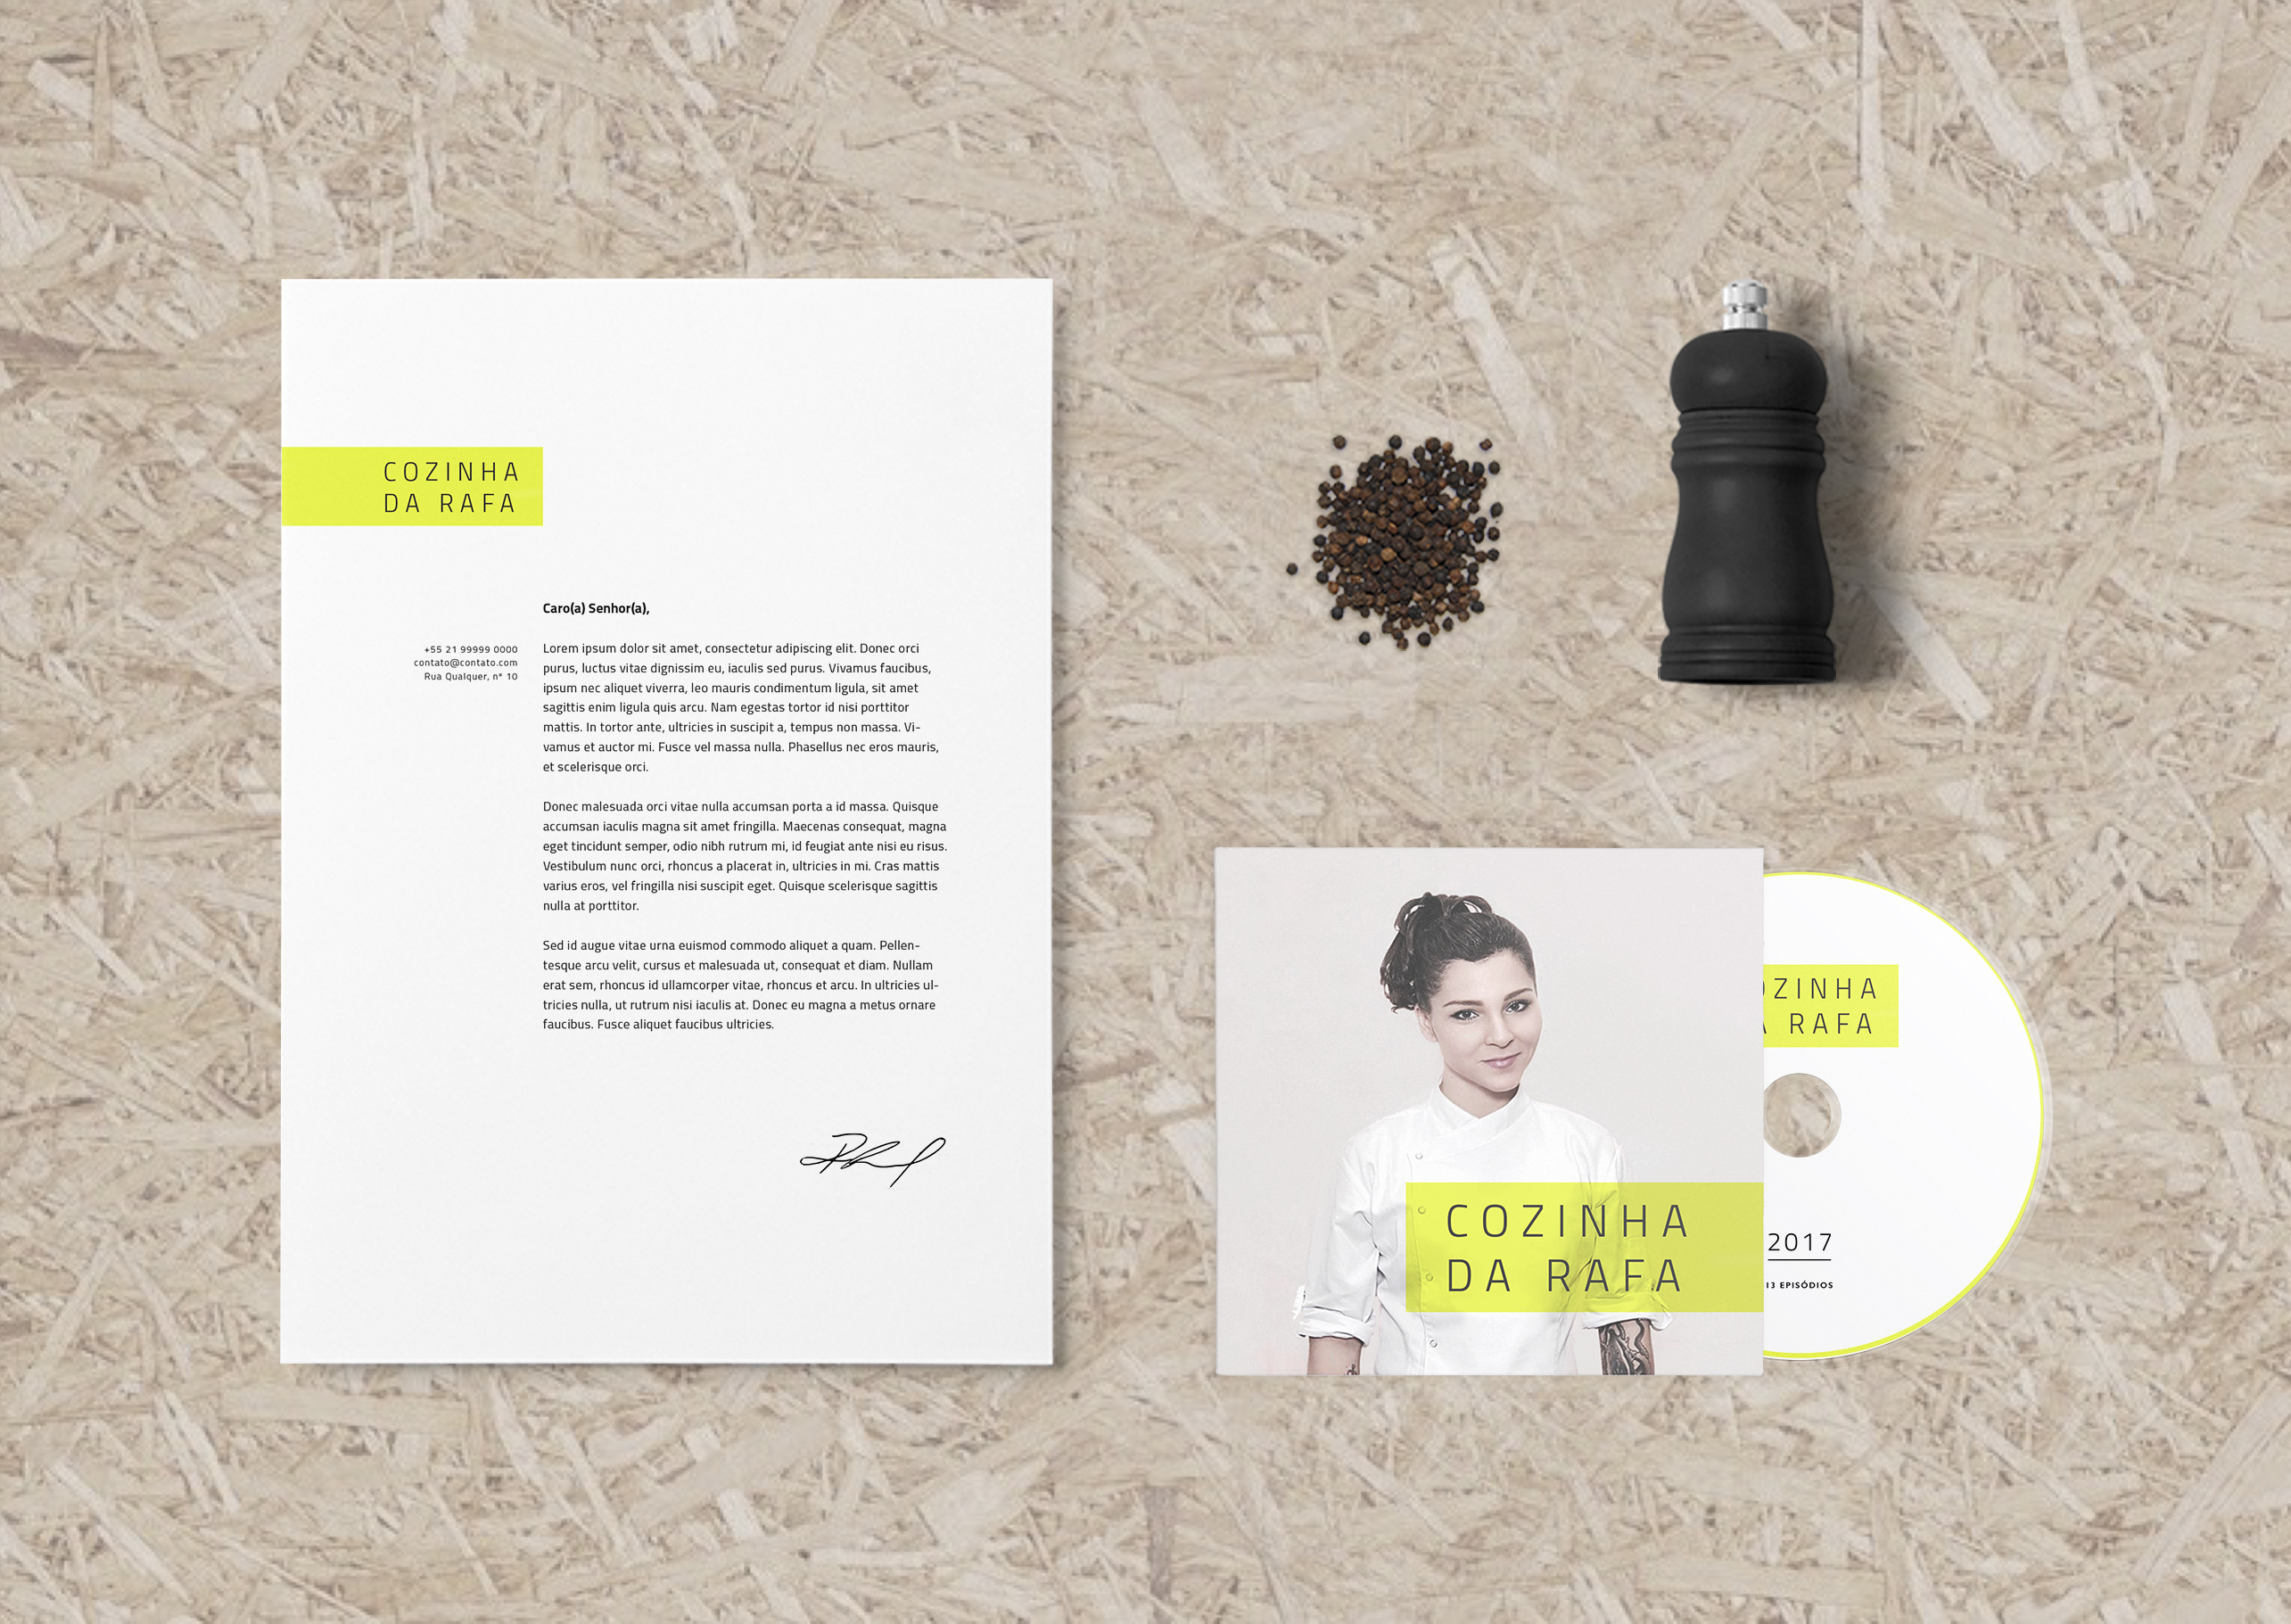 COZINHA
DA RAFA
Caro(a) Senhor(a),
+55 21 99999 0000
contato@contato.com
Rua Qualquer, nº 10
Lorem ipsum dolor sit amet, consectetur adipiscing elit. Donec orci
purus, luctus vitae dignissim eu, iaculis sed purus. Vivamus faucibus,
ipsum nec aliquet viverra, leo mauris condimentum ligula, sit amet
sagittis enim ligula quis arcu. Nam egestas tortor id nisi porttitor
mattis. In tortor ante, ultricies in suscipit a, tempus non massa. Vi-
vamus et auctor mi. Fusce vel massa nulla. Phasellus nec eros mauris,
et scelerisque orci.
Donec malesuada orci vitae nulla accumsan porta a id massa. Quisque
accumsan iaculis magna sit amet fringilla. Maecenas consequat, magna
eget tincidunt semper, odio nibh rutrum mi, id feugiat ante nisi eu risus.
Vestibulum nunc orci, rhoncus a placerat in, ultricies in mi. Cras mattis
varius eros, vel fringilla nisi suscipit eget. Quisque scelerisque sagittis
nulla at porttitor.
Sed id augue vitae urna euismod commodo aliquet a quam. Pellen-
tesque arcu velit, cursus et malesuada ut, consequat et diam. Nullam
erat sem, rhoncus id ullamcorper vitae, rhoncus et arcu. In ultricies ul-
tricies nulla, ut rutrum nisi iaculis at. Donec eu magna a metus ornare
faucibus. Fusce aliquet faucibus ultricies.
COZINHA
DA RAFA
OZINHA
A RAFA
2017
13 EPISÓDIOS